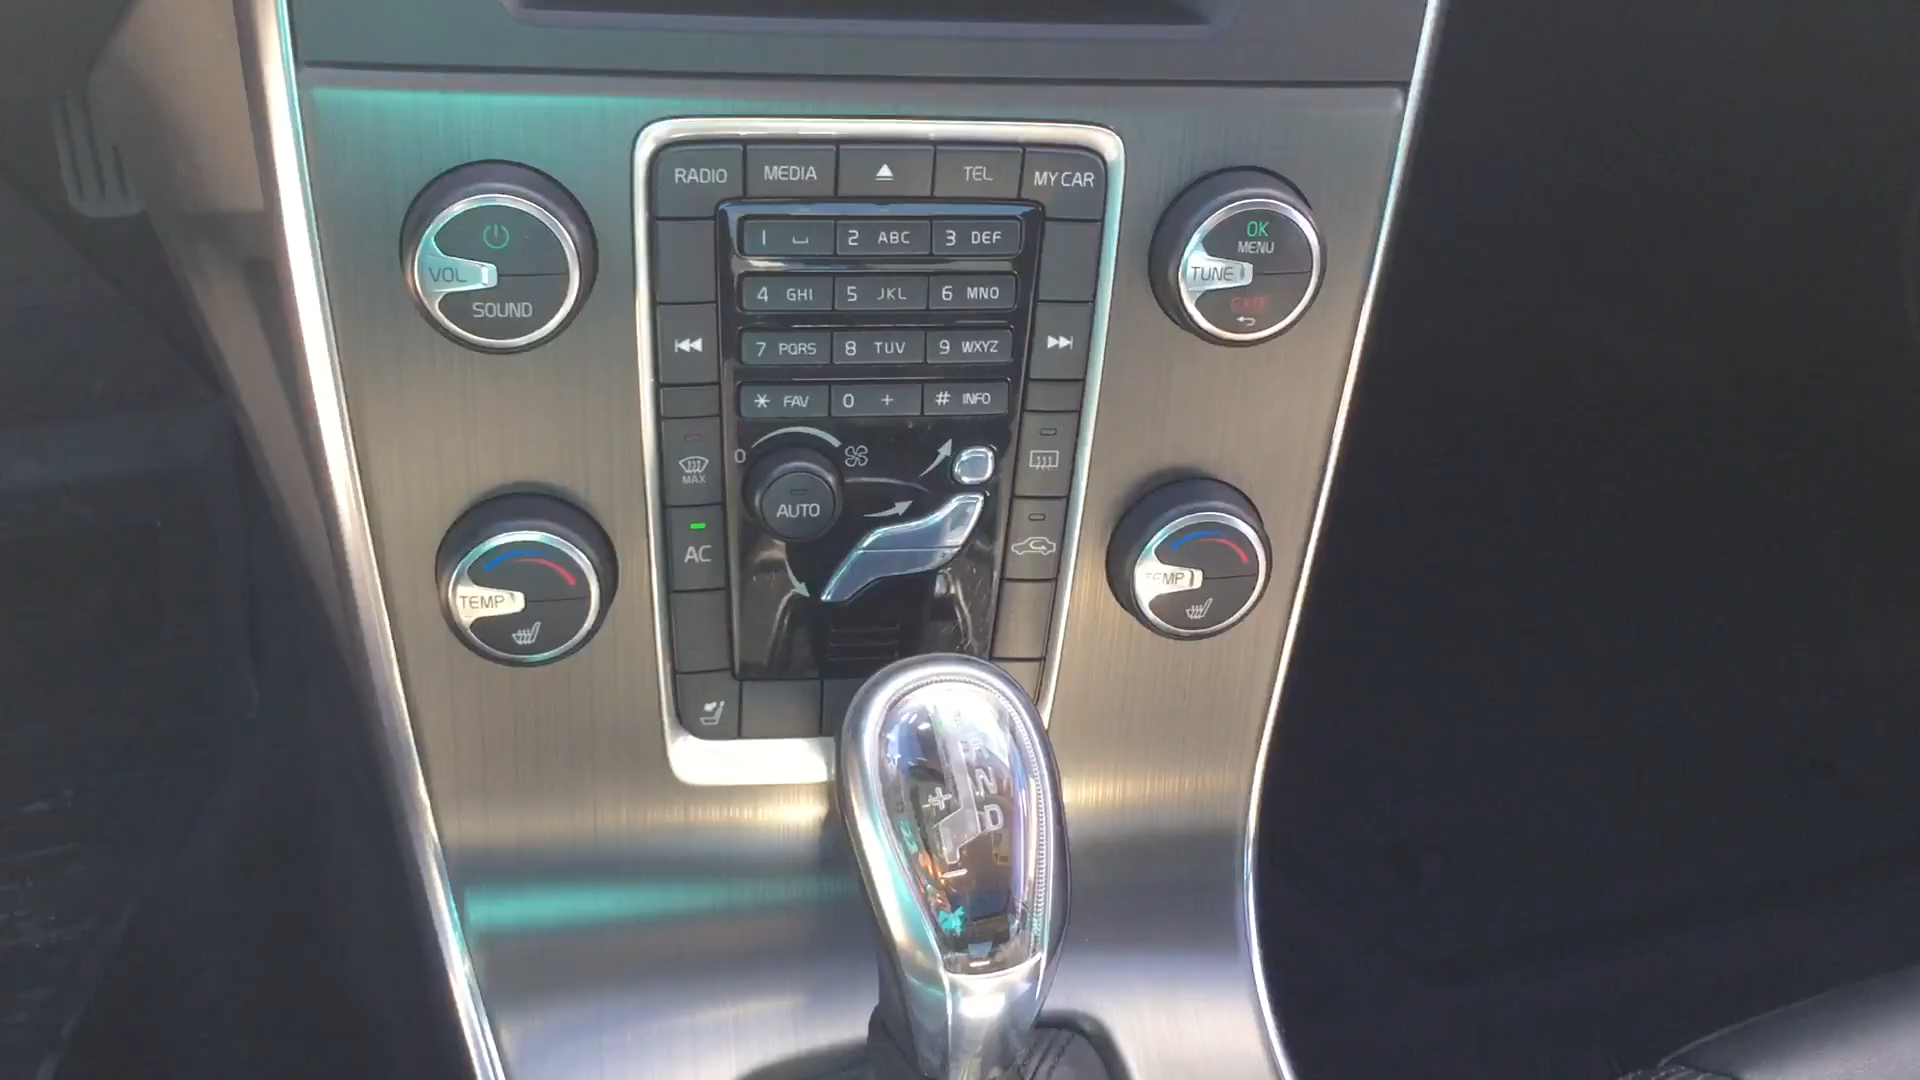 RADIO MEDIA TEL MY CAR
VOL
SOUND
1 2 ABC 3 DEF
4 GHI 5 JKL 6 MNO
7 PQRS 8 TUV 9 WXYZ
* FAV 0 + # INFO
OK
MENU
TUNE
EXIT
0
MAX
AUTO
AC
TEMP
TEMP
N
+ D
−